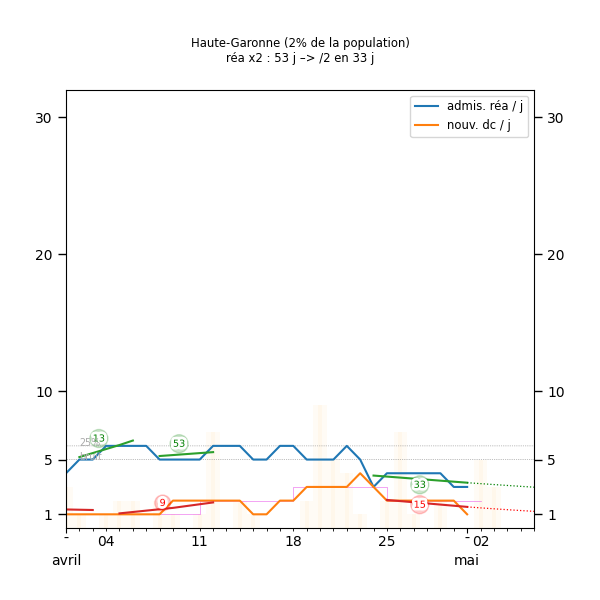 Haute-Garonne (2% de la population)
réa x2 : 53 j –> /2 en 33 j
admis. réa / j
nouv. dc / j
30 30
20 20
10 10
5 5
1 1
13
53
9
33
15
- 04 11 18 25 - 02
avril mai